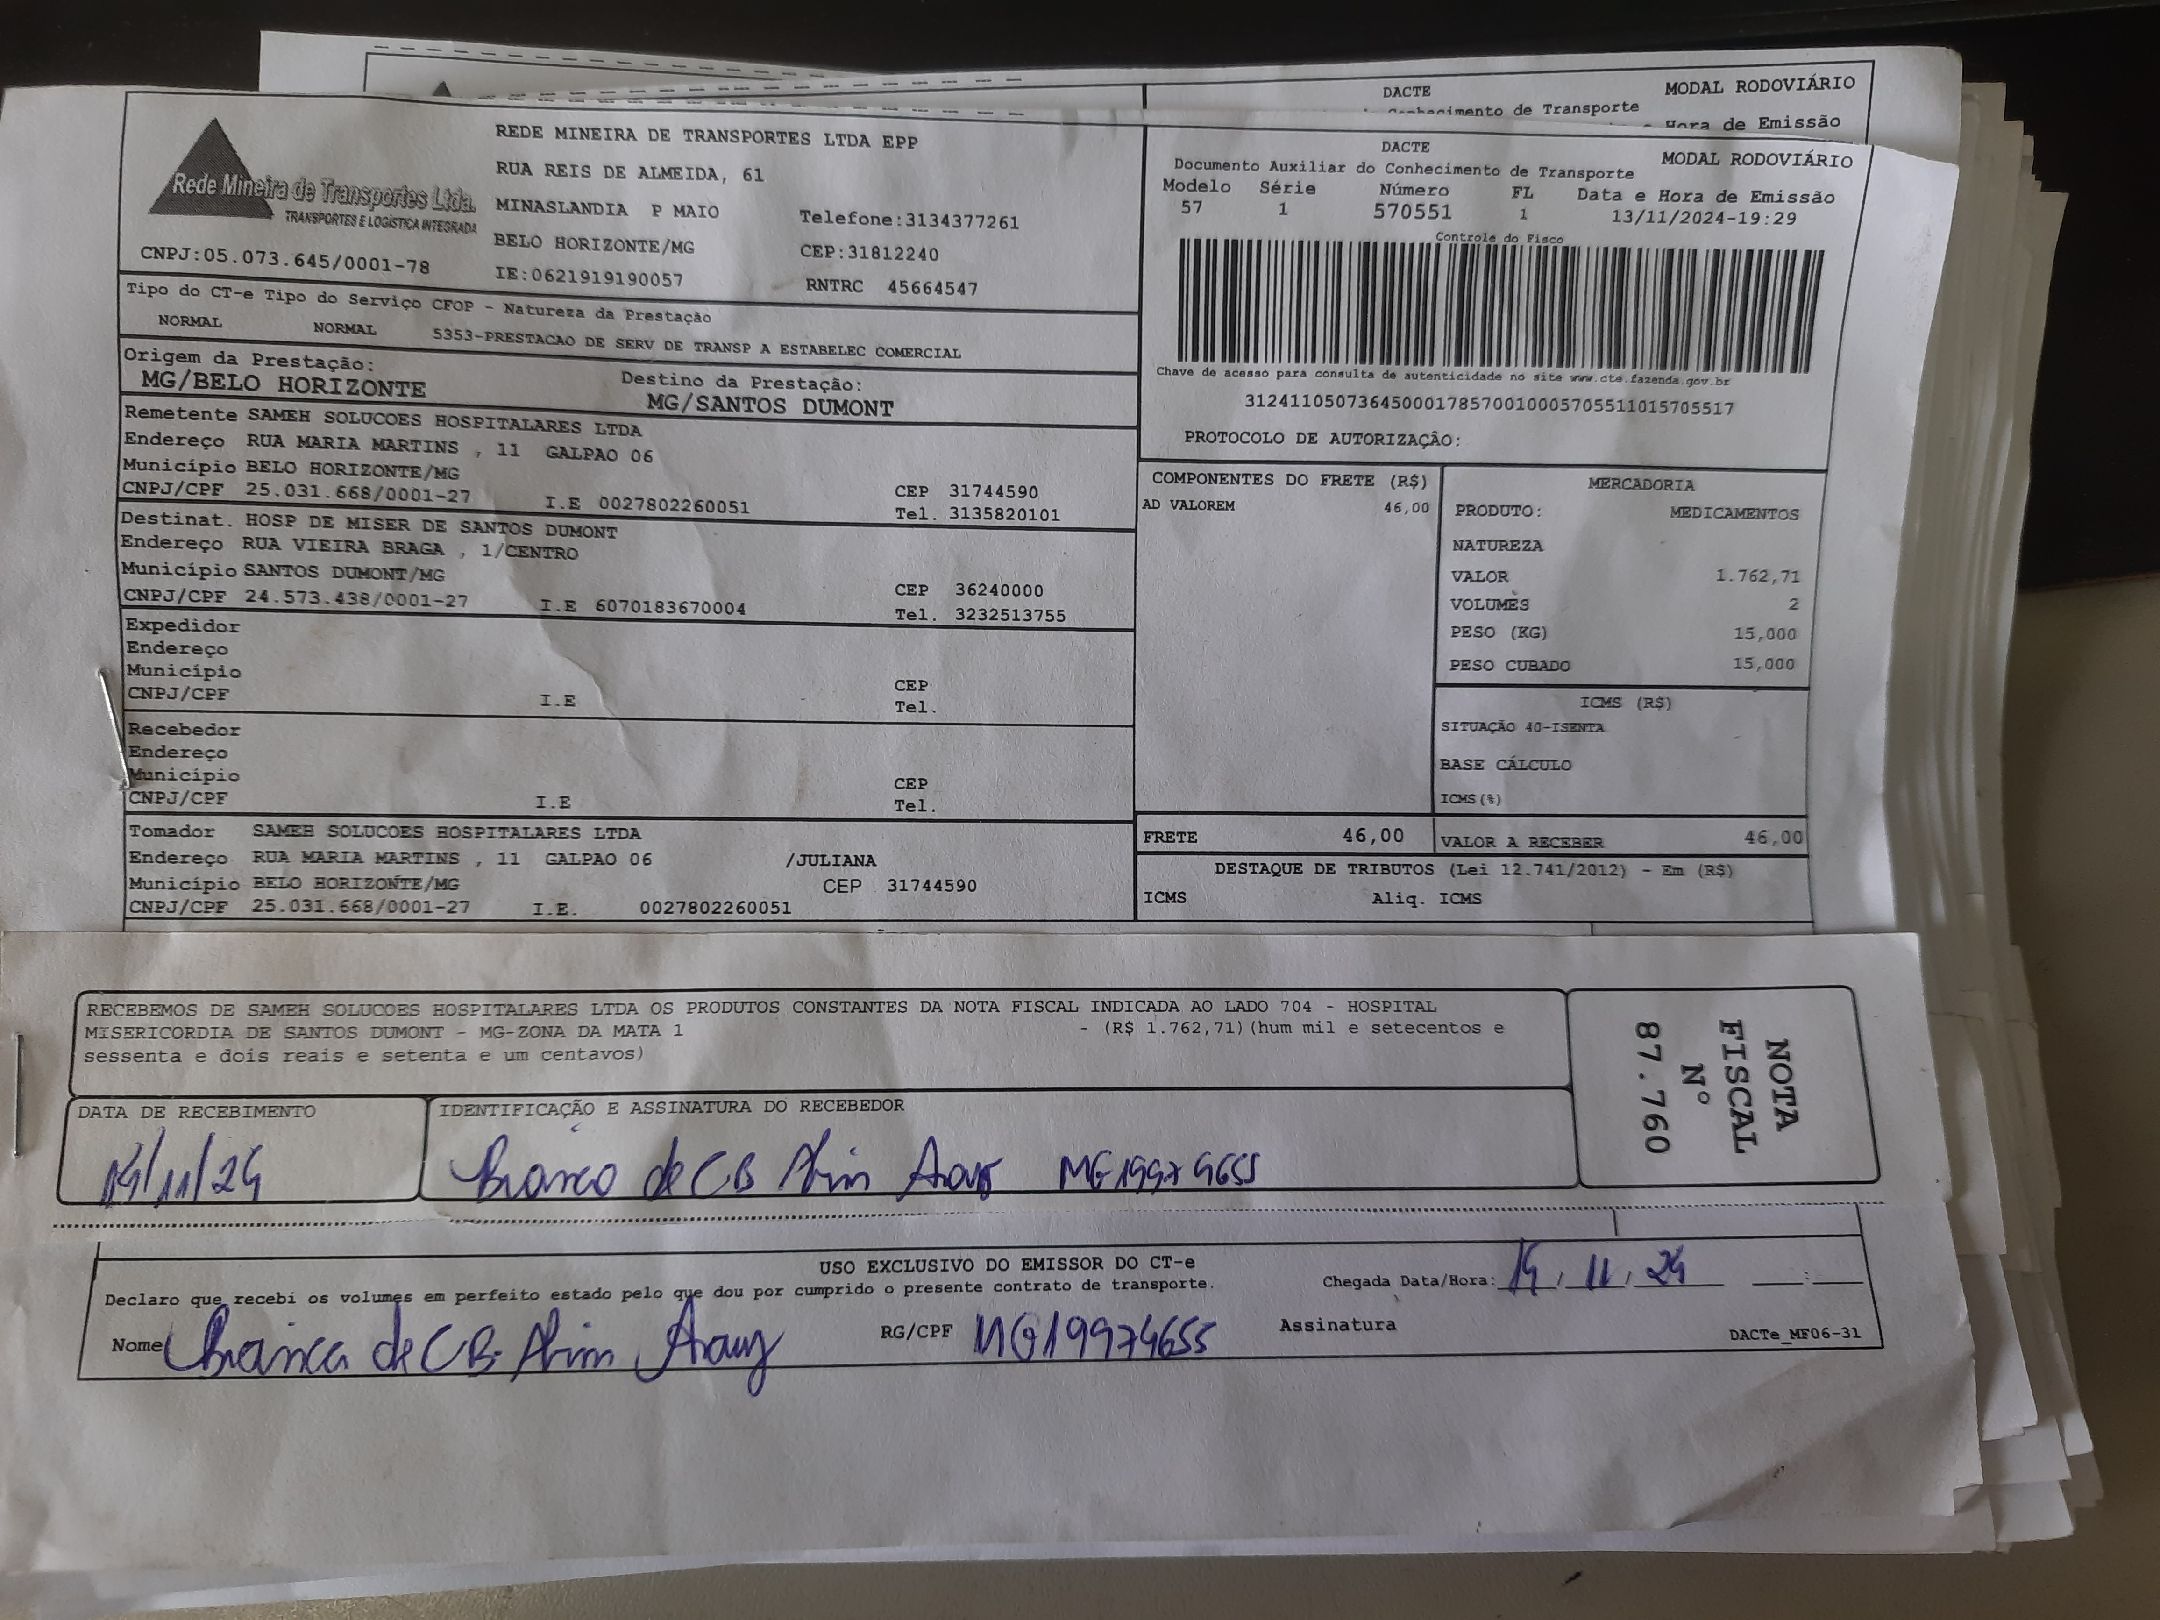 DACTE
MODAL RODOVIÁRIO
Conhecimento de Transporte
Hora de Emissão
Rede Mineira de Transportes Ltda.
TRANSPORTES E LOGÍSTICA INTEGRADA
CNPJ:05.073.645/0001-78
REDE MINEIRA DE TRANSPORTES LTDA EPP
RUA REIS DE ALMEIDA, 61
MINASLANDIA P MAIO Telefone:3134377261
BELO HORIZONTE/MG CEP:31812240
IE:0621919190057 RNTRC 45664547
DACTE
MODAL RODOVIÁRIO
Documento Auxiliar do Conhecimento de Transporte
Modelo Série Número FL Data e Hora de Emissão
57 1 570551 1 13/11/2024-19:29
Controle do Fisco
Chave de acesso para consulta de autenticidade no site www.cte.fazenda.gov.br
31241105073645000178570010005705511015705517
PROTOCOLO DE AUTORIZAÇÃO:
Tipo do CT-e Tipo do Serviço CFOP - Natureza da Prestação
NORMAL NORMAL 5353-PRESTACAO DE SERV DE TRANSP A ESTABELEC COMERCIAL
Origem da Prestação: Destino da Prestação:
MG/BELO HORIZONTE MG/SANTOS DUMONT
Remetente SAMEH SOLUCOES HOSPITALARES LTDA
Endereço RUA MARIA MARTINS , 11 GALPAO 06
Município BELO HORIZONTE/MG CEP 31744590
CNPJ/CPF 25.031.668/0001-27 I.E 0027802260051 Tel. 3135820101
Destinat. HOSP DE MISER DE SANTOS DUMONT
Endereço RUA VIEIRA BRAGA , 1/CENTRO
Município SANTOS DUMONT/MG CEP 36240000
CNPJ/CPF 24.573.438/0001-27 I.E 6070183670004 Tel. 3232513755
Expedidor
Endereço
Município CEP
CNPJ/CPF I.E Tel.
Recebedor
Endereço
Município CEP
CNPJ/CPF I.E Tel.
Tomador SAMEH SOLUCOES HOSPITALARES LTDA
Endereço RUA MARIA MARTINS , 11 GALPAO 06 /JULIANA
Município BELO HORIZONTE/MG CEP 31744590
CNPJ/CPF 25.031.668/0001-27 I.E. 0027802260051
COMPONENTES DO FRETE (R$)
AD VALOREM 46,00
MERCADORIA
PRODUTO: MEDICAMENTOS
NATUREZA
VALOR 1.762,71
VOLUMES 2
PESO (KG) 15,000
PESO CUBADO 15,000
ICMS (R$)
SITUAÇÃO 40-ISENTA
BASE CÁLCULO
ICMS(%)
FRETE 46,00 VALOR A RECEBER 46,00
DESTAQUE DE TRIBUTOS (Lei 12.741/2012) - Em (R$)
ICMS Aliq. ICMS
RECEBEMOS DE SAMEH SOLUCOES HOSPITALARES LTDA OS PRODUTOS CONSTANTES DA NOTA FISCAL INDICADA AO LADO 704 - HOSPITAL
MISERICORDIA DE SANTOS DUMONT - MG-ZONA DA MATA 1 - (R$ 1.762,71)(hum mil e setecentos e
sessenta e dois reais e setenta e um centavos)
NOTA
FISCAL
Nº
87.760
DATA DE RECEBIMENTO IDENTIFICAÇÃO E ASSINATURA DO RECEBEDOR
14/11/24 de CB
USO EXCLUSIVO DO EMISSOR DO CT-e
Declaro que recebi os volumes em perfeito estado pelo que dou por cumprido o presente contrato de transporte. Chegada Data/Hora: 14/11/24 :
Nome de CB RG/CPF MG19974655 Assinatura
DACTe_MF06-31